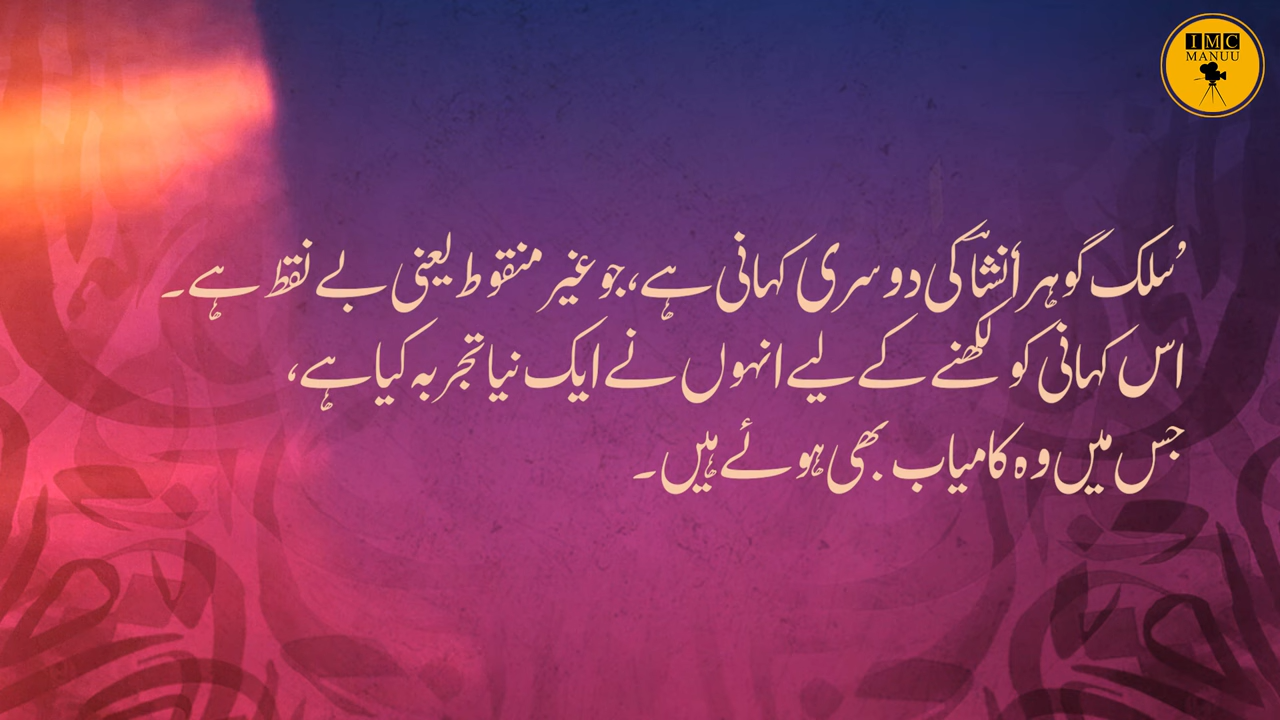 IMC
MANUU
’سلک گوہر‘ انشاؔ کی دوسری کہانی ہے، جو غیر منقوط یعنی بے نقط ہے۔
اس کہانی کو لکھنے کے لیے انہوں نے ایک نیا تجربہ کیا ہے،
جس میں وہ کامیاب بھی ہوئے ہیں۔